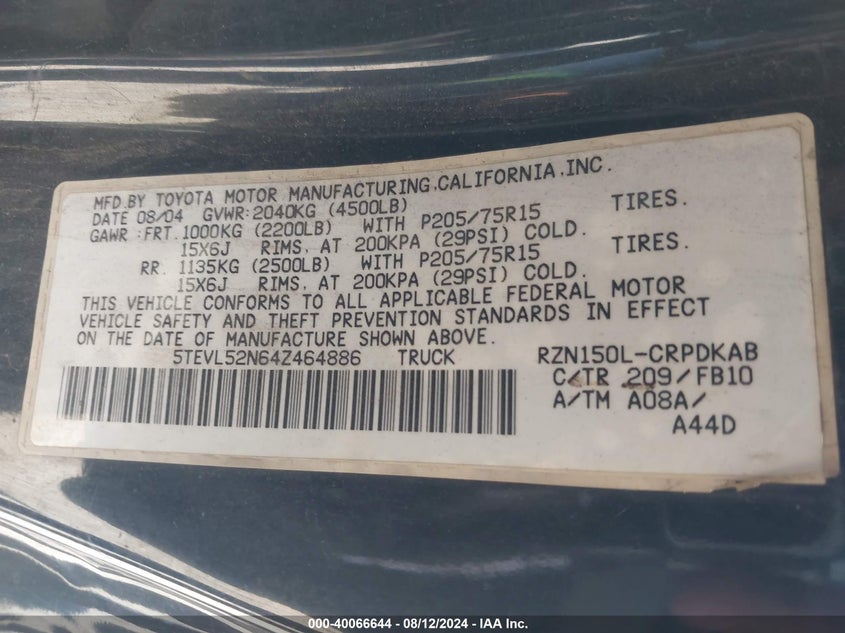 MFD.BY TOYOTA MOTOR MANUFACTURING,CALIFORNIA,INC.
DATE 08/04 GVWR:2040KG (4500LB)
GAWR :FRT.1000KG (2200LB) WITH P205/75R15 TIRES.
15X6J RIMS, AT 200KPA (29PSI) COLD.
RR. 1135KG (2500LB) WITH P205/75R15 TIRES.
15X6J RIMS, AT 200KPA (29PSI) COLD.
THIS VEHICLE CONFORMS TO ALL APPLICABLE FEDERAL MOTOR
VEHICLE SAFETY AND THEFT PREVENTION STANDARDS IN EFFECT
ON THE DATE OF MANUFACTURE SHOWN ABOVE.
5TEVL52N64Z464886 TRUCK RZN150L-CRPDKAB
C/TR 209/FB10
A/TM A08A/
A44D
000-40066644 - 08/12/2024 - IAA Inc.